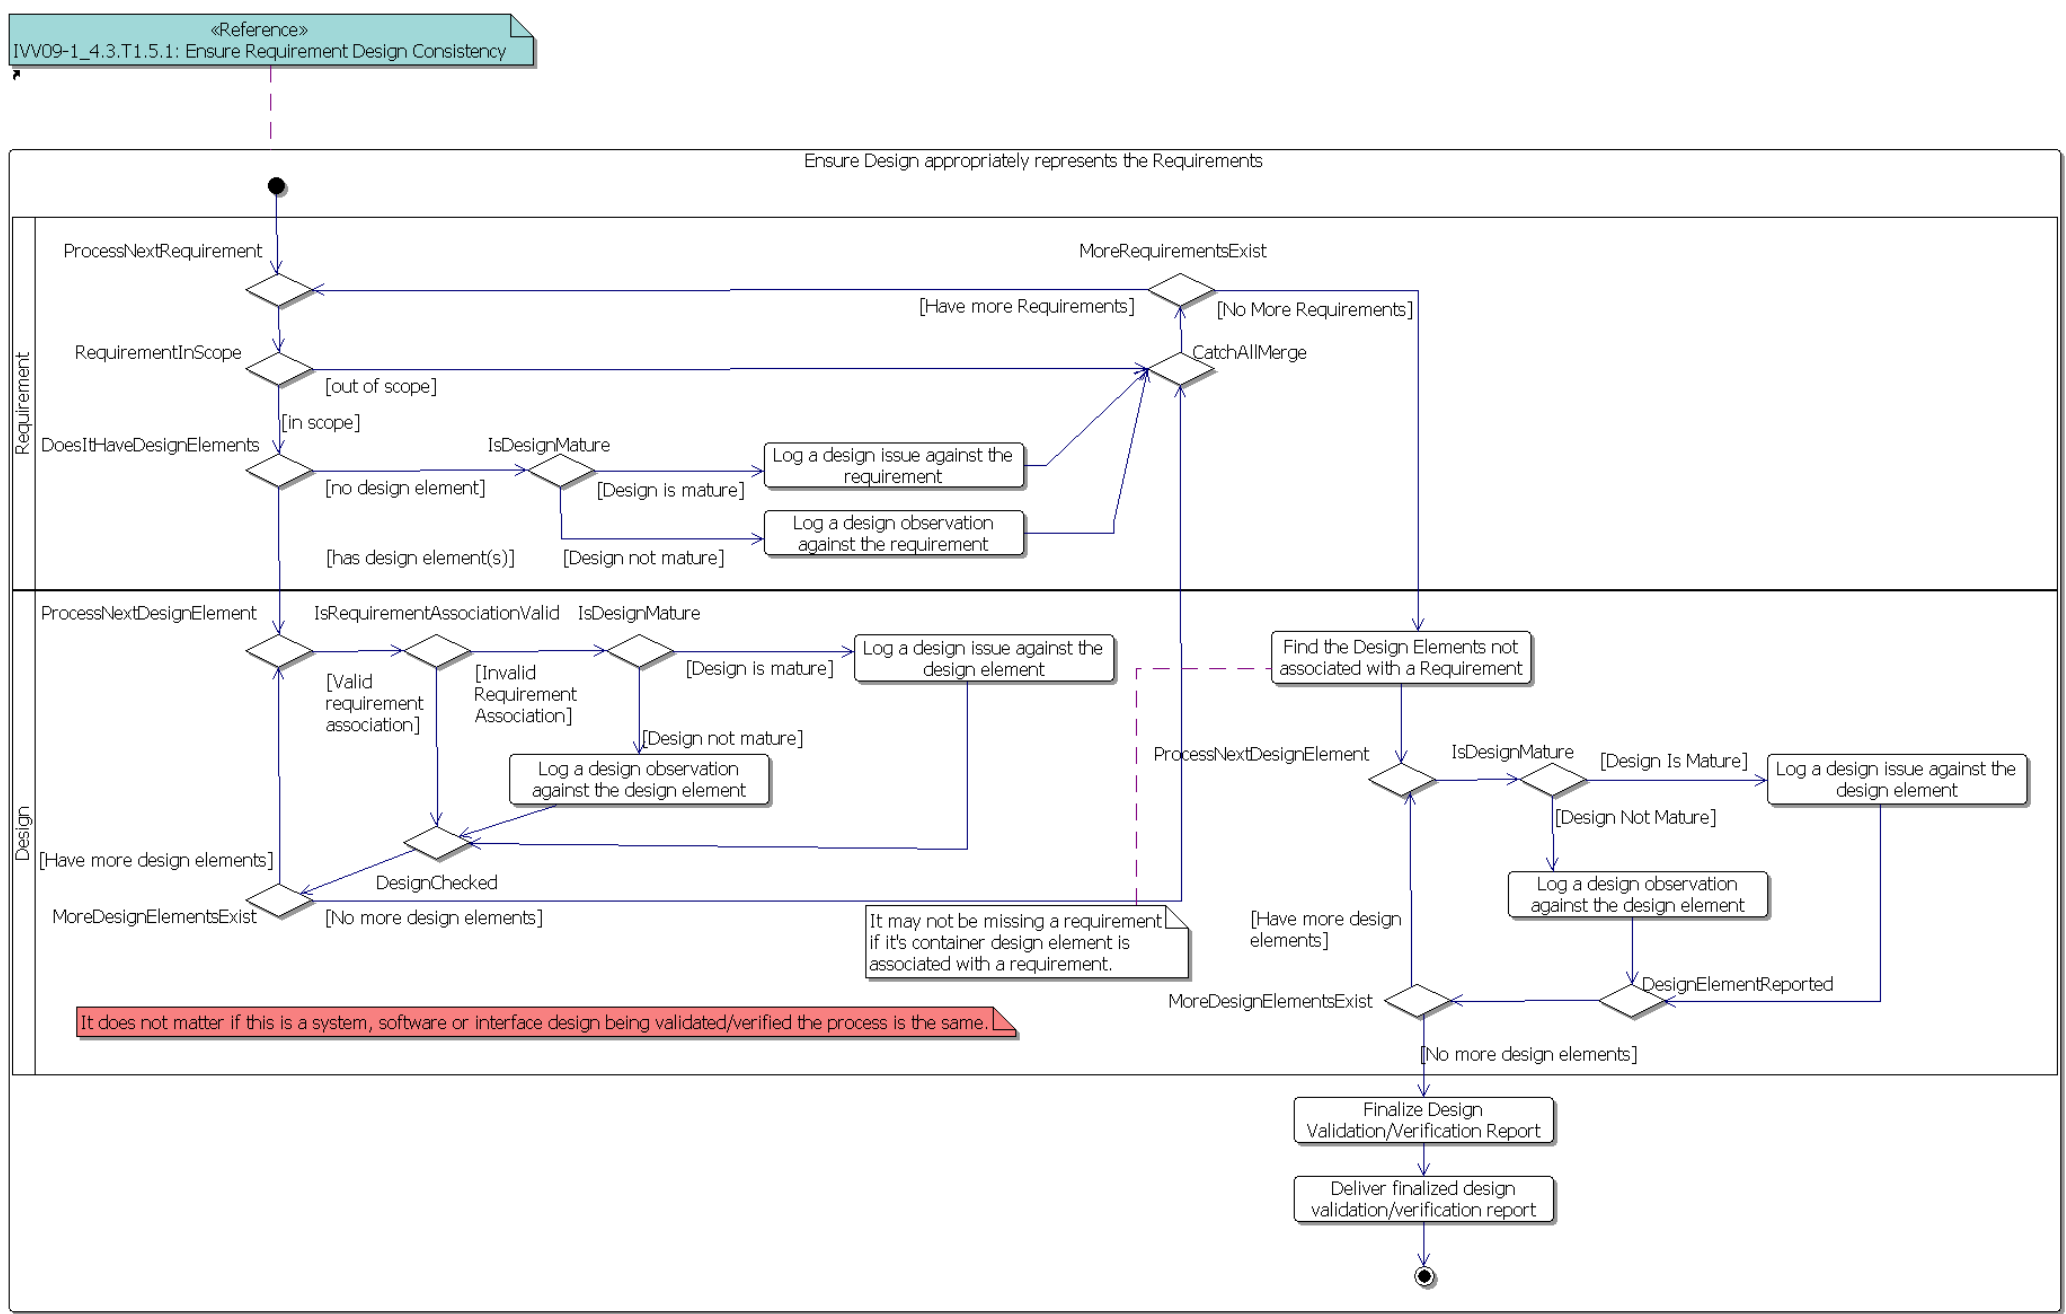 «Reference»
IVV09-1_4.3.T1.5.1: Ensure Requirement Design Consistency
Ensure Design appropriately represents the Requirements
Requirement
ProcessNextRequirement
MoreRequirementsExist
[Have more Requirements]
[No More Requirements]
RequirementInScope
CatchAllMerge
[out of scope]
[in scope]
DoesItHaveDesignElements
IsDesignMature
[no design element]
[Design is mature]
Log a design issue against the
requirement
Log a design observation
against the requirement
[has design element(s)]
[Design not mature]
Design
ProcessNextDesignElement
IsRequirementAssociationValid
IsDesignMature
[Valid
requirement
association]
[Invalid
Requirement
Association]
[Design is mature]
Log a design issue against the
design element
[Design not mature]
Log a design observation
against the design element
[Have more design elements]
DesignChecked
MoreDesignElementsExist
[No more design elements]
It may not be missing a requirement
if it's container design element is
associated with a requirement.
It does not matter if this is a system, software or interface design being validated/verified the process is the same.
Find the Design Elements not
associated with a Requirement
ProcessNextDesignElement
IsDesignMature
[Design Is Mature]
Log a design issue against the
design element
[Design Not Mature]
Log a design observation
against the design element
[Have more design
elements]
DesignElementReported
MoreDesignElementsExist
[No more design elements]
Finalize Design
Validation/Verification Report
Deliver finalized design
validation/verification report